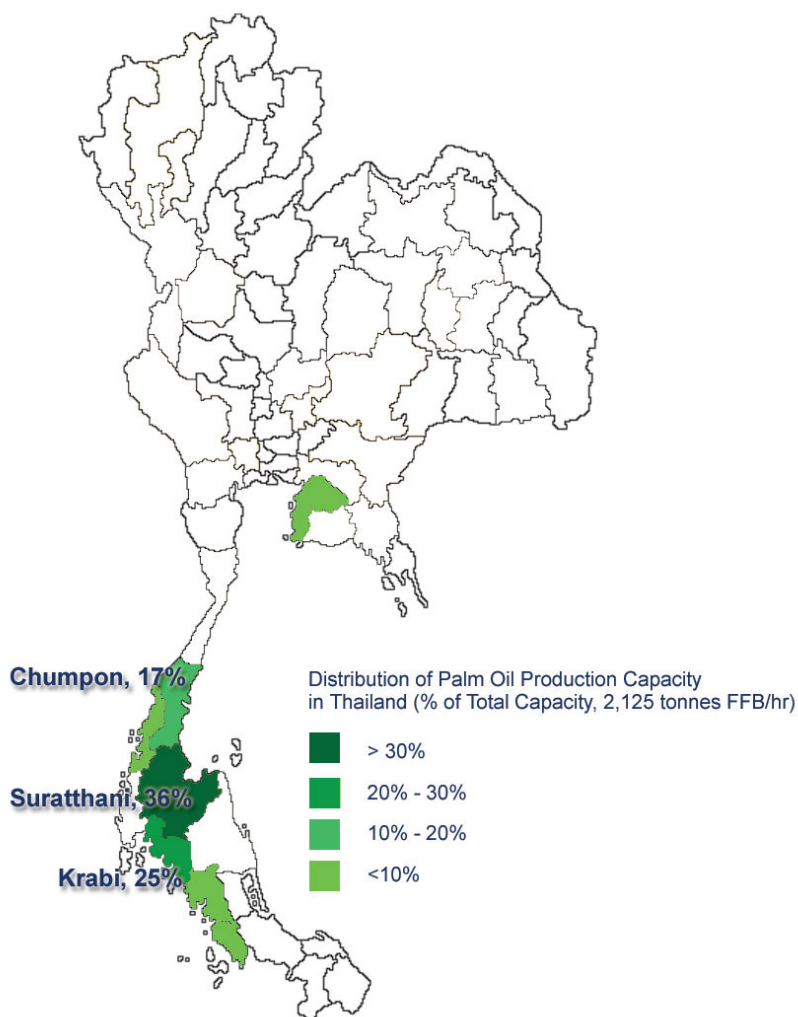 Chumpon, 17%
Suratthani, 36%
Krabi, 25%
Distribution of Palm Oil Production Capacity
in Thailand (% of Total Capacity, 2,125 tonnes FFB/hr)
> 30%
20% - 30%
10% - 20%
<10%